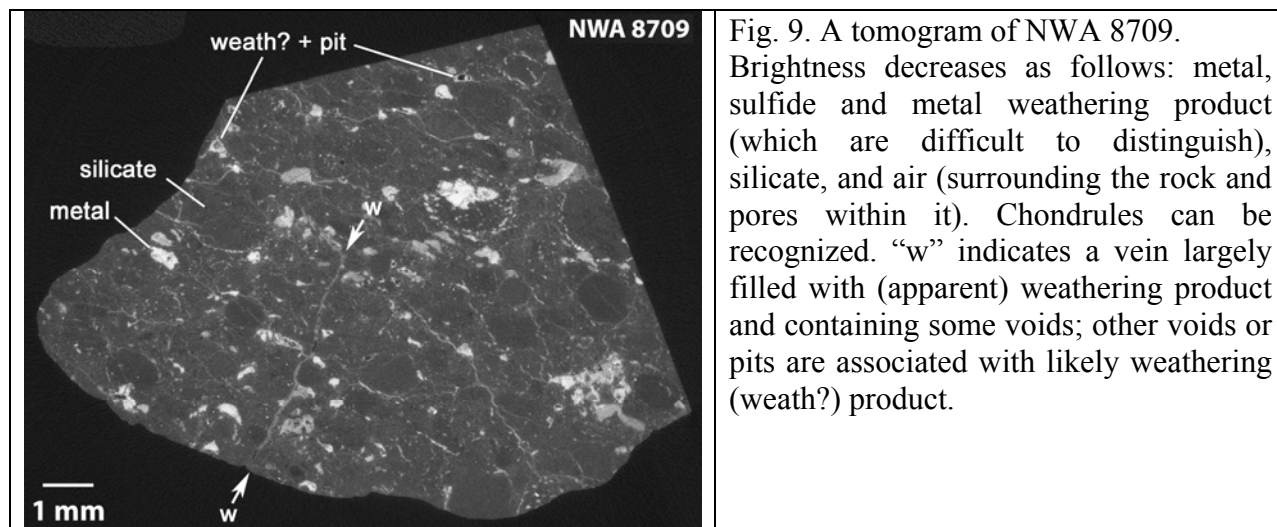 weath? + pit
NWA 8709
silicate
metal
w
w
1 mm
Fig. 9. A tomogram of NWA 8709.
Brightness decreases as follows: metal,
sulfide and metal weathering product
(which are difficult to distinguish),
silicate, and air (surrounding the rock and
pores within it). Chondrules can be
recognized. “w” indicates a vein largely
filled with (apparent) weathering product
and containing some voids; other voids or
pits are associated with likely weathering
(weath?) product.